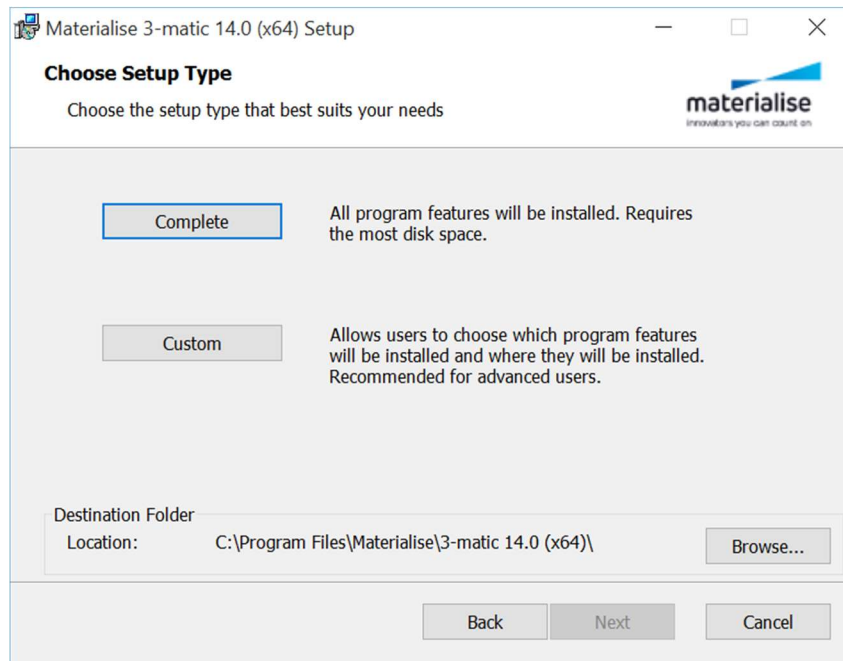 Materialise 3-matic 14.0 (x64) Setup
Choose Setup Type
Choose the setup type that best suits your needs
materialise
innovators you can count on
Complete
All program features will be installed. Requires
the most disk space.
Custom
Allows users to choose which program features
will be installed and where they will be installed.
Recommended for advanced users.
Destination Folder
Location: C:\Program Files\Materialise\3-matic 14.0 (x64)\
Browse...
Back Next Cancel